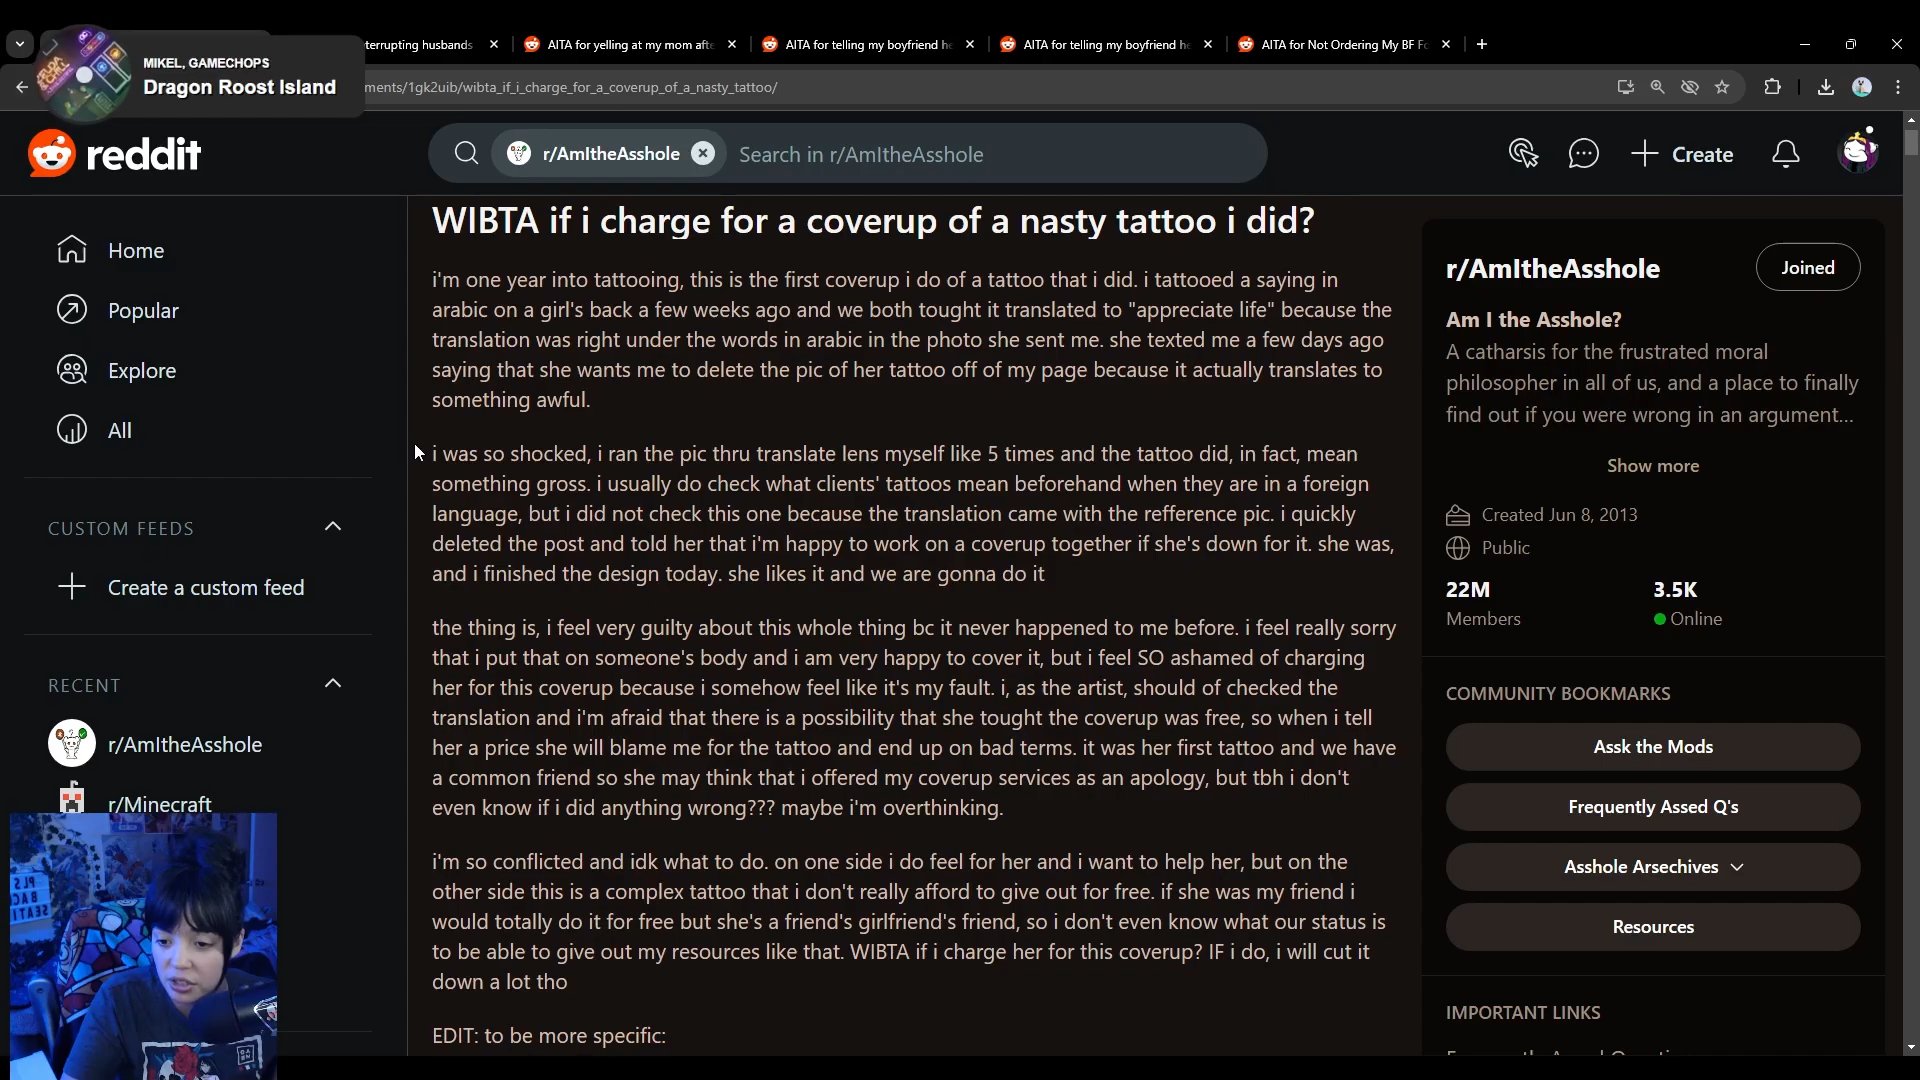 MIKEL, GAMECHOPS
Dragon Roost Island
terrupting husbands
AITA for yelling at my mom afte
AITA for telling my boyfriend he
AITA for telling my boyfriend he
AITA for Not Ordering My BF Fo
ments/1gk2uib/wibta_if_i_charge_for_a_coverup_of_a_nasty_tattoo/
reddit
r/AmItheAsshole
Search in r/AmItheAsshole
Create
Home
Popular
Explore
All
CUSTOM FEEDS
Create a custom feed
RECENT
r/AmItheAsshole
r/Minecraft
WIBTA if i charge for a coverup of a nasty tattoo i did?
i'm one year into tattooing, this is the first coverup i do of a tattoo that i did. i tattooed a saying in
arabic on a girl's back a few weeks ago and we both tought it translated to "appreciate life" because the
translation was right under the words in arabic in the photo she sent me. she texted me a few days ago
saying that she wants me to delete the pic of her tattoo off of my page because it actually translates to
something awful.
i was so shocked, i ran the pic thru translate lens myself like 5 times and the tattoo did, in fact, mean
something gross. i usually do check what clients' tattoos mean beforehand when they are in a foreign
language, but i did not check this one because the translation came with the refference pic. i quickly
deleted the post and told her that i'm happy to work on a coverup together if she's down for it. she was,
and i finished the design today. she likes it and we are gonna do it
the thing is, i feel very guilty about this whole thing bc it never happened to me before. i feel really sorry
that i put that on someone's body and i am very happy to cover it, but i feel SO ashamed of charging
her for this coverup because i somehow feel like it's my fault. i, as the artist, should of checked the
translation and i'm afraid that there is a possibility that she tought the coverup was free, so when i tell
her a price she will blame me for the tattoo and end up on bad terms. it was her first tattoo and we have
a common friend so she may think that i offered my coverup services as an apology, but tbh i don't
even know if i did anything wrong??? maybe i'm overthinking.
i'm so conflicted and idk what to do. on one side i do feel for her and i want to help her, but on the
other side this is a complex tattoo that i don't really afford to give out for free. if she was my friend i
would totally do it for free but she's a friend's girlfriend's friend, so i don't even know what our status is
to be able to give out my resources like that. WIBTA if i charge her for this coverup? IF i do, i will cut it
down a lot tho
EDIT: to be more specific:
r/AmItheAsshole
Joined
Am I the Asshole?
A catharsis for the frustrated moral
philosopher in all of us, and a place to finally
find out if you were wrong in an argument...
Show more
Created Jun 8, 2013
Public
22M
3.5K
Members
Online
COMMUNITY BOOKMARKS
Assk the Mods
Frequently Assed Q's
Asshole Arsechives
Resources
IMPORTANT LINKS